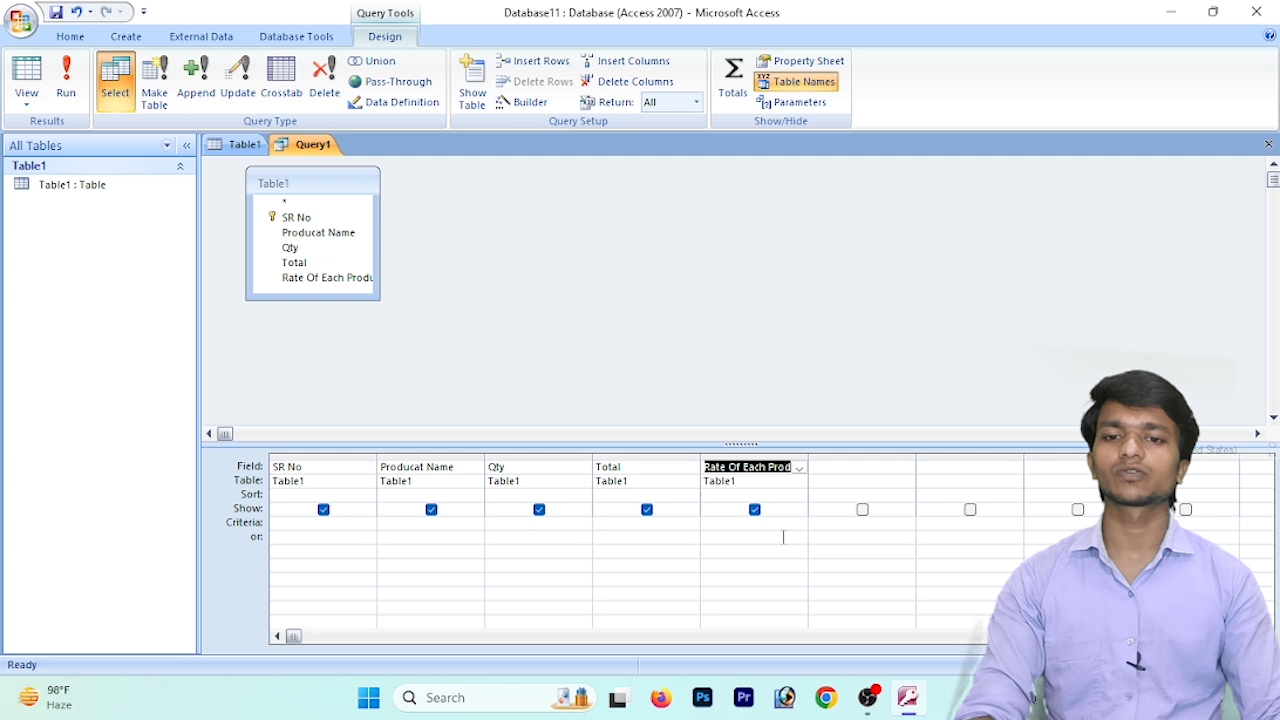 Query Tools
Database11 : Database (Access 2007) - Microsoft Access
Home Create External Data Database Tools Design
View
Run
Results
Select
Make Table
Append
Update
Crosstab
Delete
Union
Pass-Through
Data Definition
Query Type
Show Table
Insert Rows
Delete Rows
Builder
Insert Columns
Delete Columns
Return: All
Query Setup
Totals
Property Sheet
Table Names
Parameters
Show/Hide
All Tables
Table1
Table1 : Table
Table1 Query1
Table1
*
SR No
Producat Name
Qty
Total
Rate Of Each Produ
Field: SR No Producat Name Qty Total Rate Of Each Prod
Table: Table1 Table1 Table1 Table1 Table1
Sort:
Show:
Criteria:
or:
Ready
98°F
Haze
Search
Ps
Pr